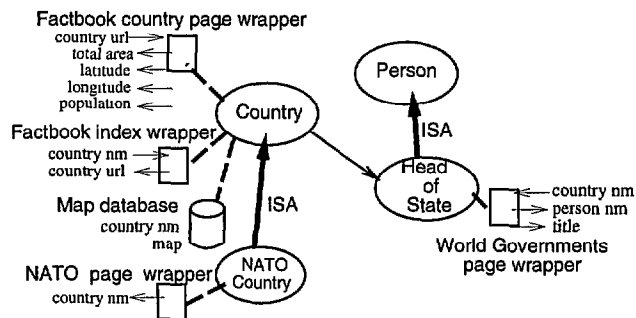 Factbook country page wrapper
country url
total area
latitude
longitude
population
Person
Country
ISA
Factbook index wrapper
country nm
country url
Head
of
State
Map database
country nm
map
ISA
country nm
person nm
title
World Governments
page wrapper
NATO page wrapper
country nm
NATO
Country